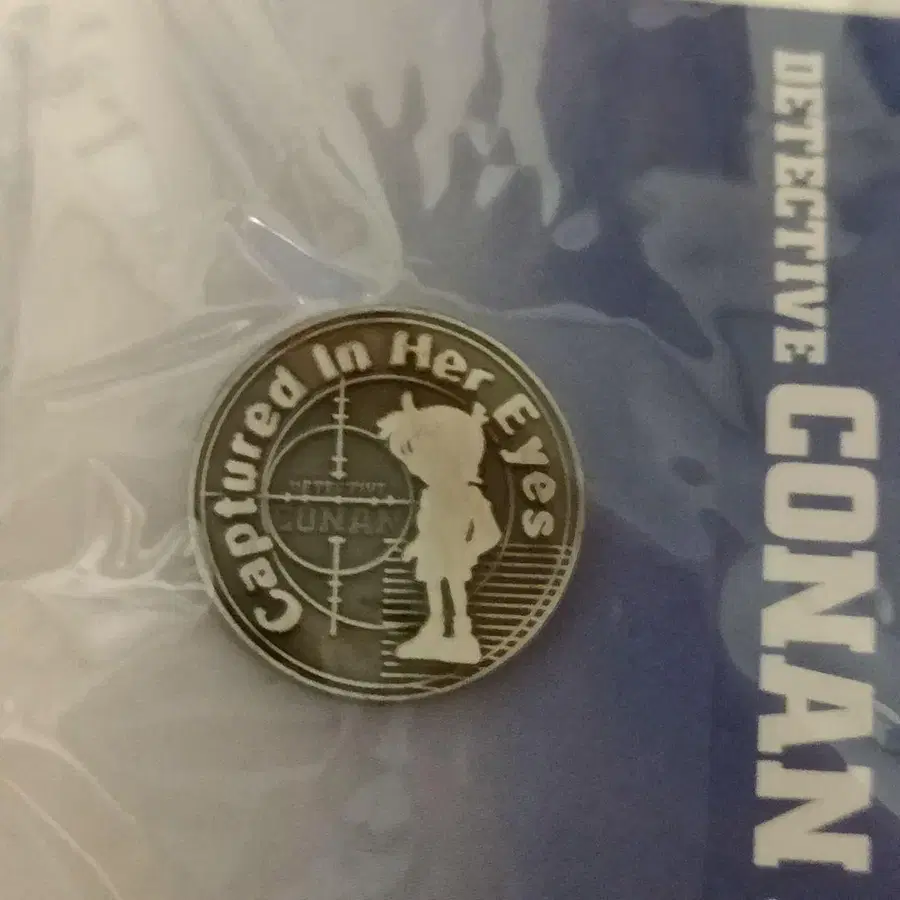 DETECTIVE CONAN
Captured In Her Eyes
DETECTIVE
CONAN